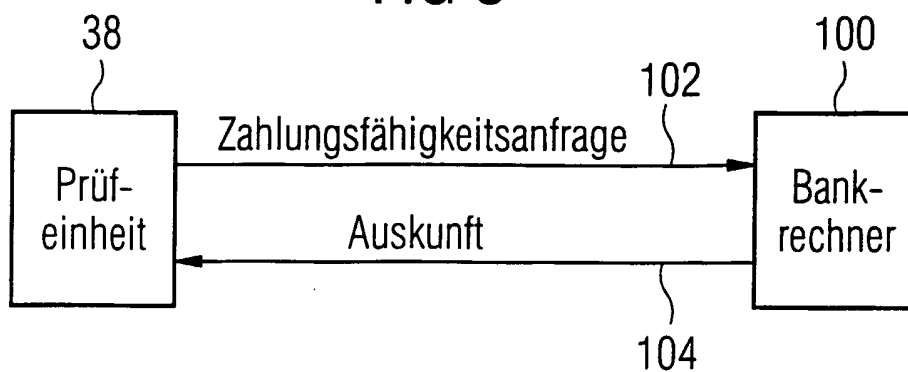 38
100
102
Zahlungsfähigkeitsanfrage
Prüf-
einheit
Bank-
rechner
Auskunft
104